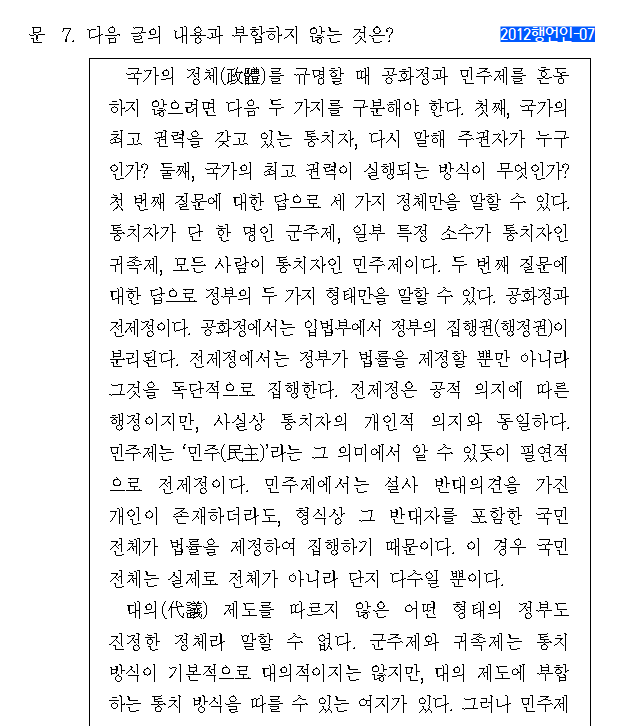 문 7. 다음 글의 내용과 부합하지 않는 것은?
2012행언인-07
국가의 정체(政體)를 규명할 때 공화정과 민주제를 혼동
하지 않으려면 다음 두 가지를 구분해야 한다. 첫째, 국가의
최고 권력을 갖고 있는 통치자, 다시 말해 주권자가 누구
인가? 둘째, 국가의 최고 권력이 실행되는 방식이 무엇인가?
첫 번째 질문에 대한 답으로 세 가지 정체만을 말할 수 있다.
통치자가 단 한 명인 군주제, 일부 특정 소수가 통치자인
귀족제, 모든 사람이 통치자인 민주제이다. 두 번째 질문에
대한 답으로 정부의 두 가지 형태만을 말할 수 있다. 공화정과
전제정이다. 공화정에서는 입법부에서 정부의 집행권(행정권)이
분리된다. 전제정에서는 정부가 법률을 제정할 뿐만 아니라
그것을 독단적으로 집행한다. 전제정은 공적 의지에 따른
행정이지만, 사실상 통치자의 개인적 의지와 동일하다.
민주제는 ‘민주(民主)’라는 그 의미에서 알 수 있듯이 필연적
으로 전제정이다. 민주제에서는 설사 반대의견을 가진
개인이 존재하더라도, 형식상 그 반대자를 포함한 국민
전체가 법률을 제정하여 집행하기 때문이다. 이 경우 국민
전체는 실제로 전체가 아니라 단지 다수일 뿐이다.
대의(代議) 제도를 따르지 않은 어떤 형태의 정부도
진정한 정체라 말할 수 없다. 군주제와 귀족제는 통치
방식이 기본적으로 대의적이지는 않지만, 대의 제도에 부합
하는 통치 방식을 따를 수 있는 여지가 있다. 그러나 민주제